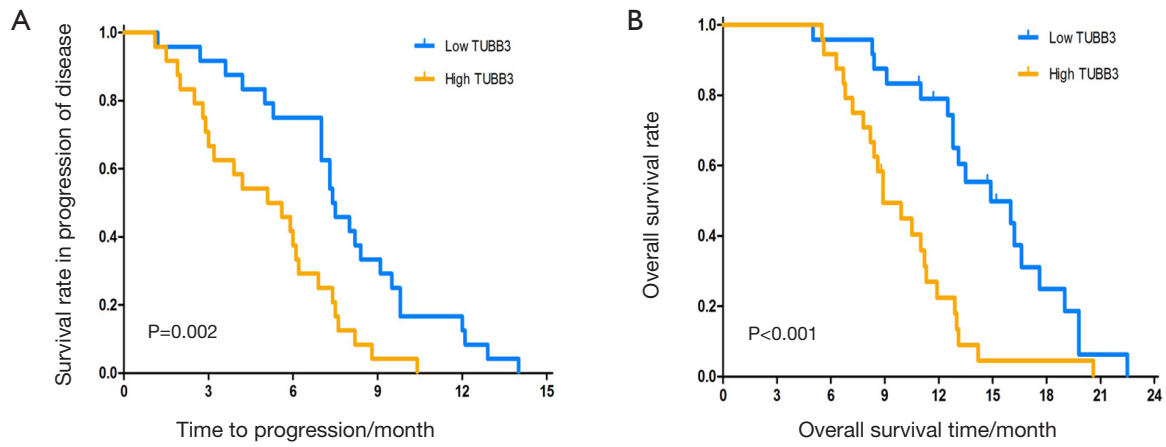 A
Survival rate in progression of disease
1.0
0.8
0.6
0.4
0.2
0.0
Low TUBB3
High TUBB3
P=0.002
0 3 6 9 12 15
Time to progression/month
B
Overall survival rate
1.0
0.8
0.6
0.4
0.2
0.0
Low TUBB3
High TUBB3
P<0.001
0 3 6 9 12 15 18 21 24
Overall survival time/month